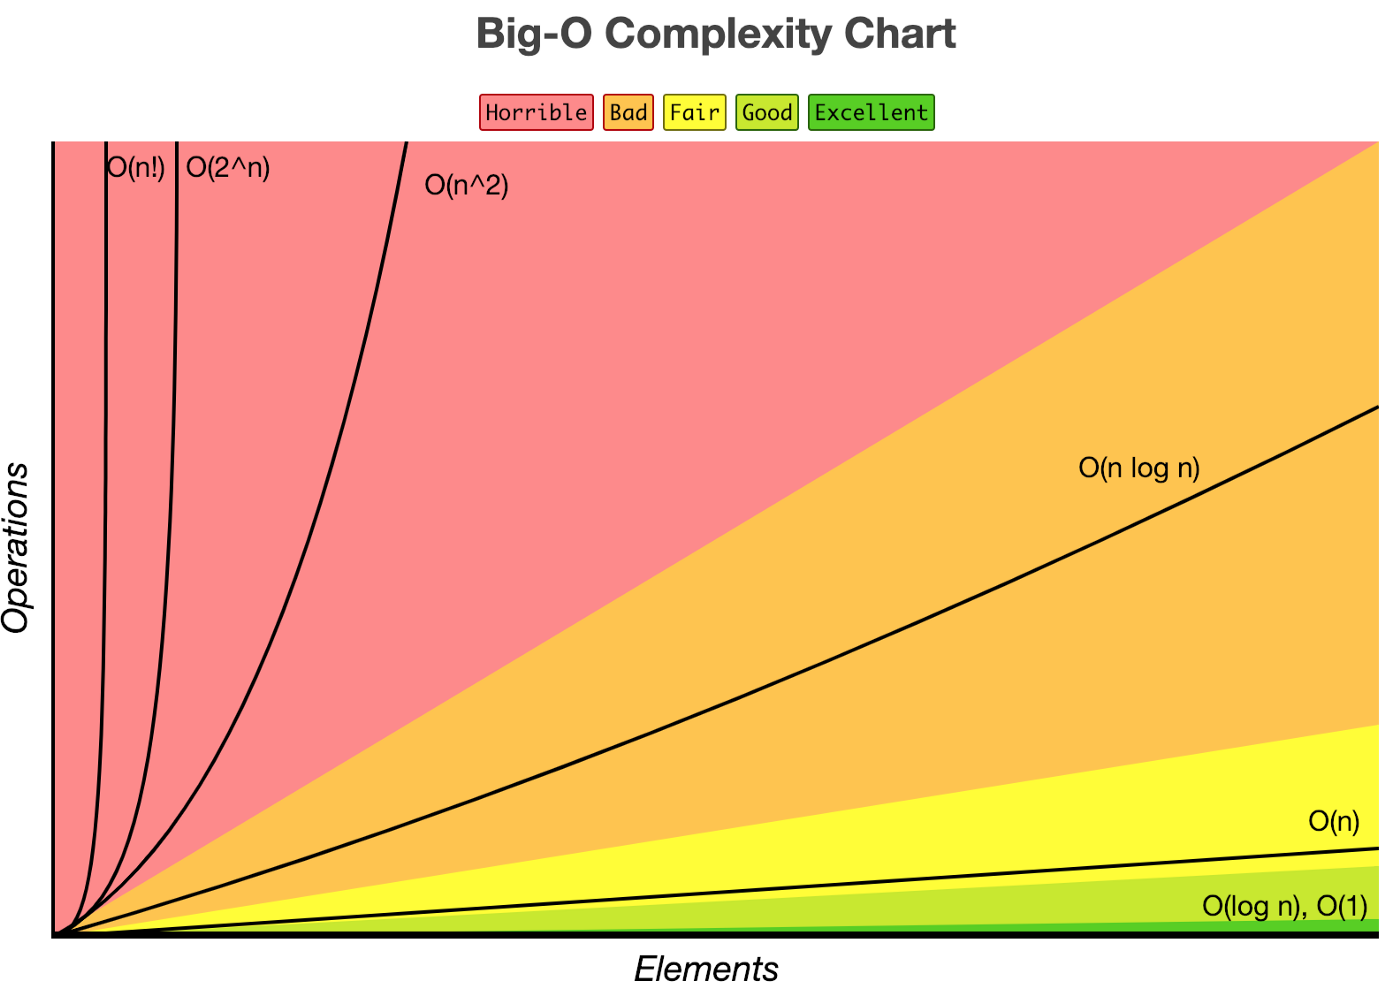 Big-O Complexity Chart
Horrible Bad Fair Good Excellent
O(n!) O(2^n)
O(n^2)
O(n log n)
Operations
O(n)
O(log n), O(1)
Elements